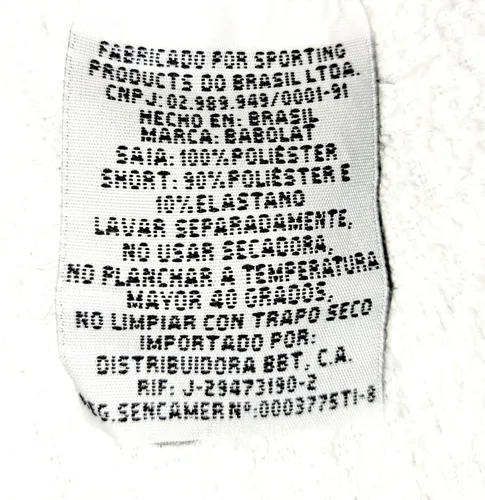 FABRICADO POR SPORTING
PRODUCTS DO BRASIL LTDA.
CNPJ: 02.989.949/0001-91
HECHO EN: BRASIL
MARCA: BABOLAT
SAIA: 100% POLIÉSTER
SHORT: 90% POLIÉSTER E
10% ELASTANO
LAVAR SEPARADAMENTE,
NO USAR SECADORA,
NO PLANCHAR A TEMPERATURA
MAYOR 40 GRADOS,
NO LIMPIAR CON TRAPO SECO
IMPORTADO POR:
DISTRIBUIDORA BBT, C.A.
RIF: J-29473190-2
REG. SENCAMER Nº: 0003775TI-8